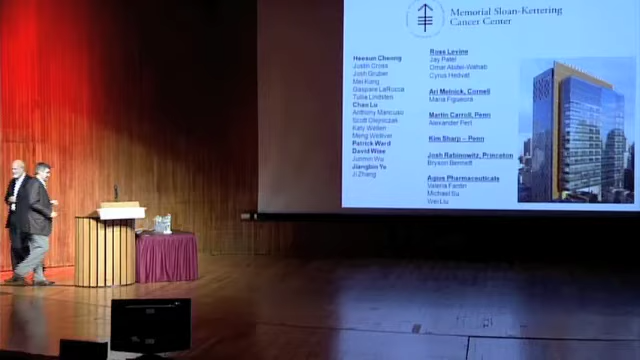 Memorial Sloan-Kettering
Cancer Center
Heesun Cheong
Justin Cross
Josh Gruber
Mei Kong
Gaspare LaRocca
Tullia Lindsten
Chao Lu
Anthony Mancuso
Scott Olejniczak
Katy Wellen
Meng Welliver
Patrick Ward
David Wise
Junmin Wu
Jiangbin Ye
Ji Zhang
Ross Levine
Jay Patel
Omar Abdel-Wahab
Cyrus Hedvat
Ari Melnick, Cornell
Maria Figueroa
Martin Carroll, Penn
Alexander Perl
Kim Sharp – Penn
Josh Rabinowitz, Princeton
Bryson Bennett
Agios Pharmaceuticals
Valeria Fantin
Michael Su
Wei Liu